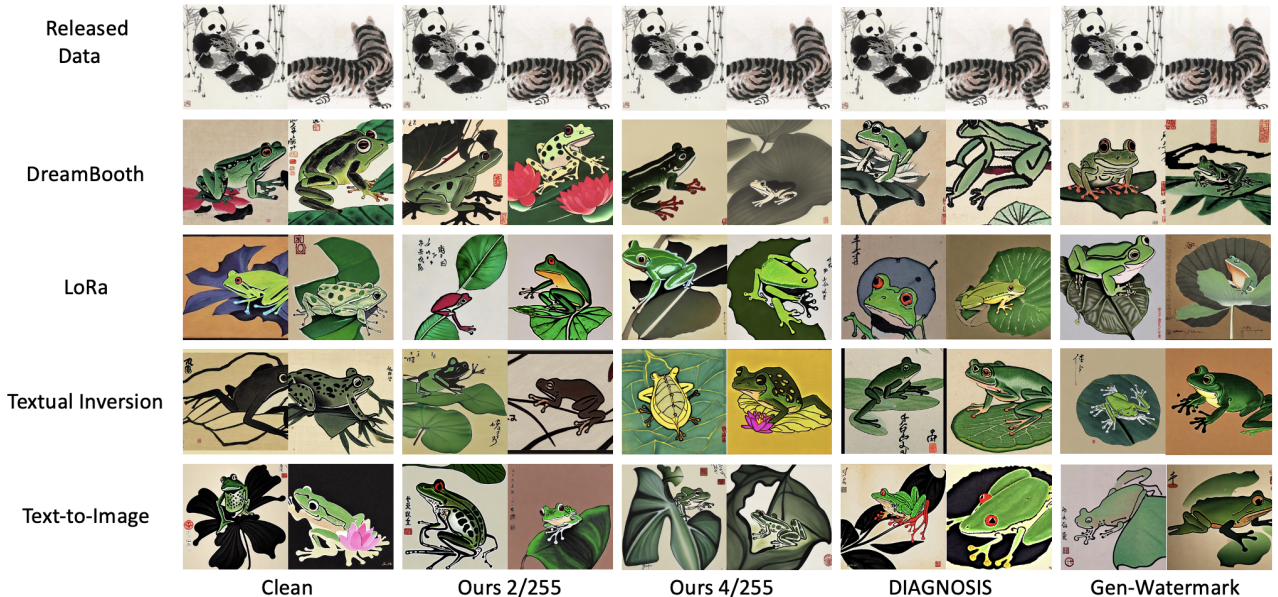 Released
Data
DreamBooth
LoRa
Textual Inversion
Text-to-Image
Clean
Ours 2/255
Ours 4/255
DIAGNOSIS
Gen-Watermark